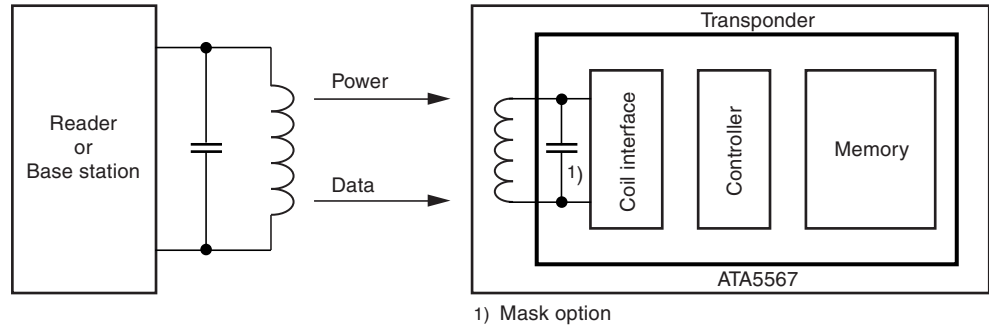 Transponder
Reader
or
Base station
Power
Data
1)
Coil interface
Controller
Memory
ATA5567
1) Mask option